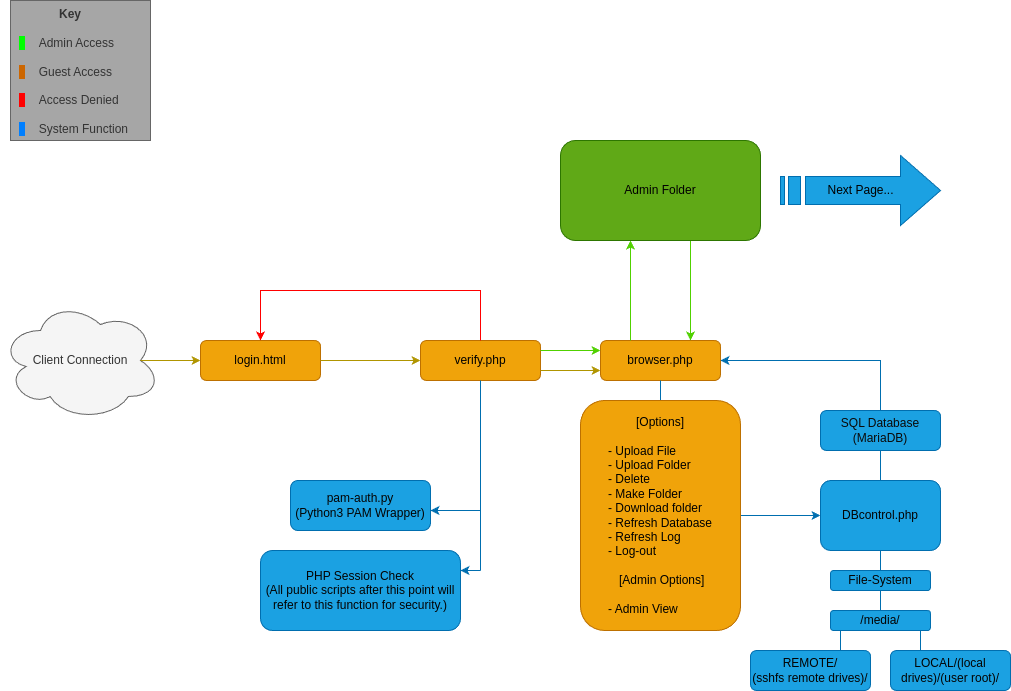 Key
Admin Access
Guest Access
Access Denied
System Function
Admin Folder
Next Page...
Client Connection
login.html
verify.php
browser.php
[Options]
- Upload File
- Upload Folder
- Delete
- Make Folder
- Download folder
- Refresh Database
- Refresh Log
- Log-out
[Admin Options]
- Admin View
SQL Database
(MariaDB)
DBcontrol.php
File-System
/media/
REMOTE/
(sshfs remote drives)/
LOCAL/(local
drives)/(user root)/
pam-auth.py
(Python3 PAM Wrapper)
PHP Session Check
(All public scripts after this point will
refer to this function for security.)